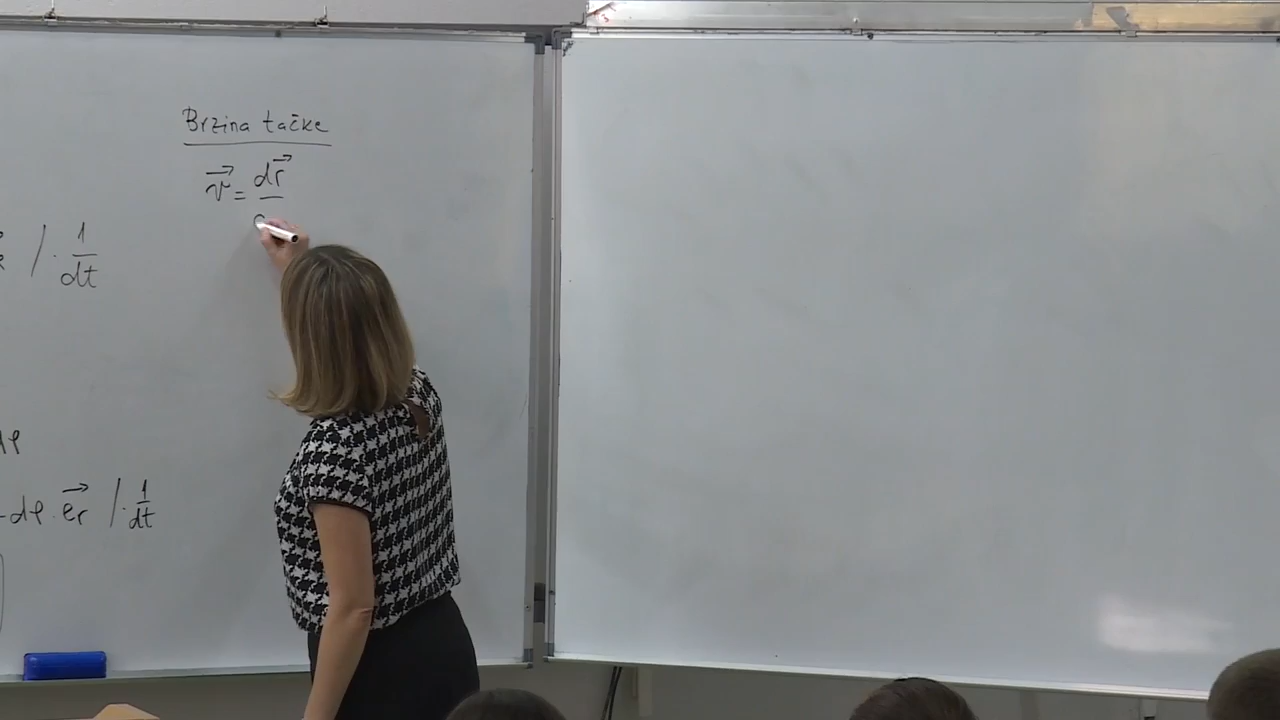 Brzina tačke
v⃗ = dr⃗ /
/ · 1/dt
dφ
-dφ · e⃗r / · 1/dt